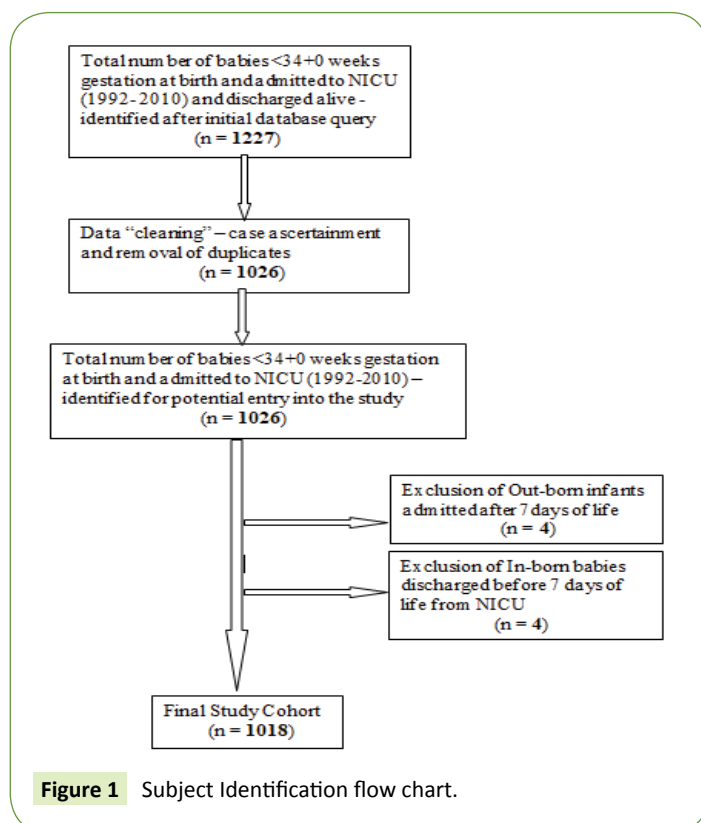 Total number of babies <34+0 weeks
gestation at birth and admitted to NICU
(1992-2010) and discharged alive -
identified after initial database query
(n = 1227)
Data “cleaning” – case ascertainment
and removal of duplicates
(n = 1026)
Total number of babies <34+0 weeks gestation
at birth and admitted to NICU (1992-2010) –
identified for potential entry into the study
(n = 1026)
Exclusion of Out-born infants
admitted after 7 days of life
(n = 4)
Exclusion of In-born babies
discharged before 7 days of
life from NICU
(n = 4)
Final Study Cohort
(n = 1018)
Figure 1 Subject Identification flow chart.